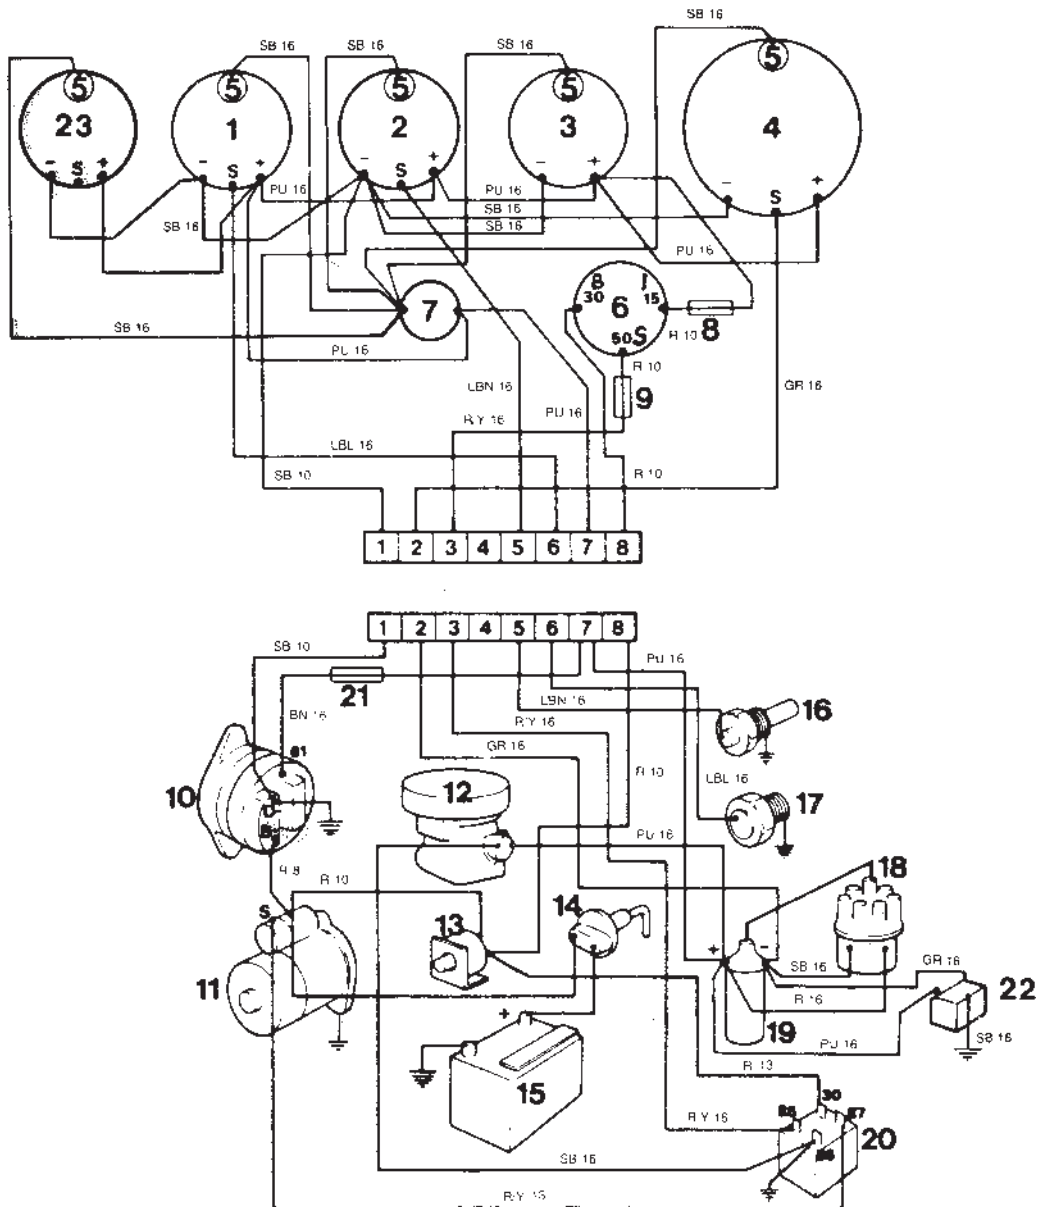 SB 16
SB 16 SB 16 SB 16
5 5 5 5 5
23 1 2 3 4
- S + - S + - + - + - S +
PU 16 PU 16
SB 16
SB 16 SB 16
PU 16
30 6 15
7
8
SB 16
R 10
50 S
PU 16
R 10
LBN 16 9 GR 16
R/Y 16 PU 16
LBL 16
SB 10 R 10
1 2 3 4 5 6 7 8
1 2 3 4 5 6 7 8
SB 10
PU 16
21
LBN 16
BN 16 R/Y 16 16
GR 16
61
R 10
10 12 LBL 16 17
PU 16
R 10 18
S 14
13 + -
SB 16 GR 16
11 22
R 16
+ 19 SB 16
PU 16
15 R 13
30
R/Y 16 87
20
86
SB 16
R/Y 16